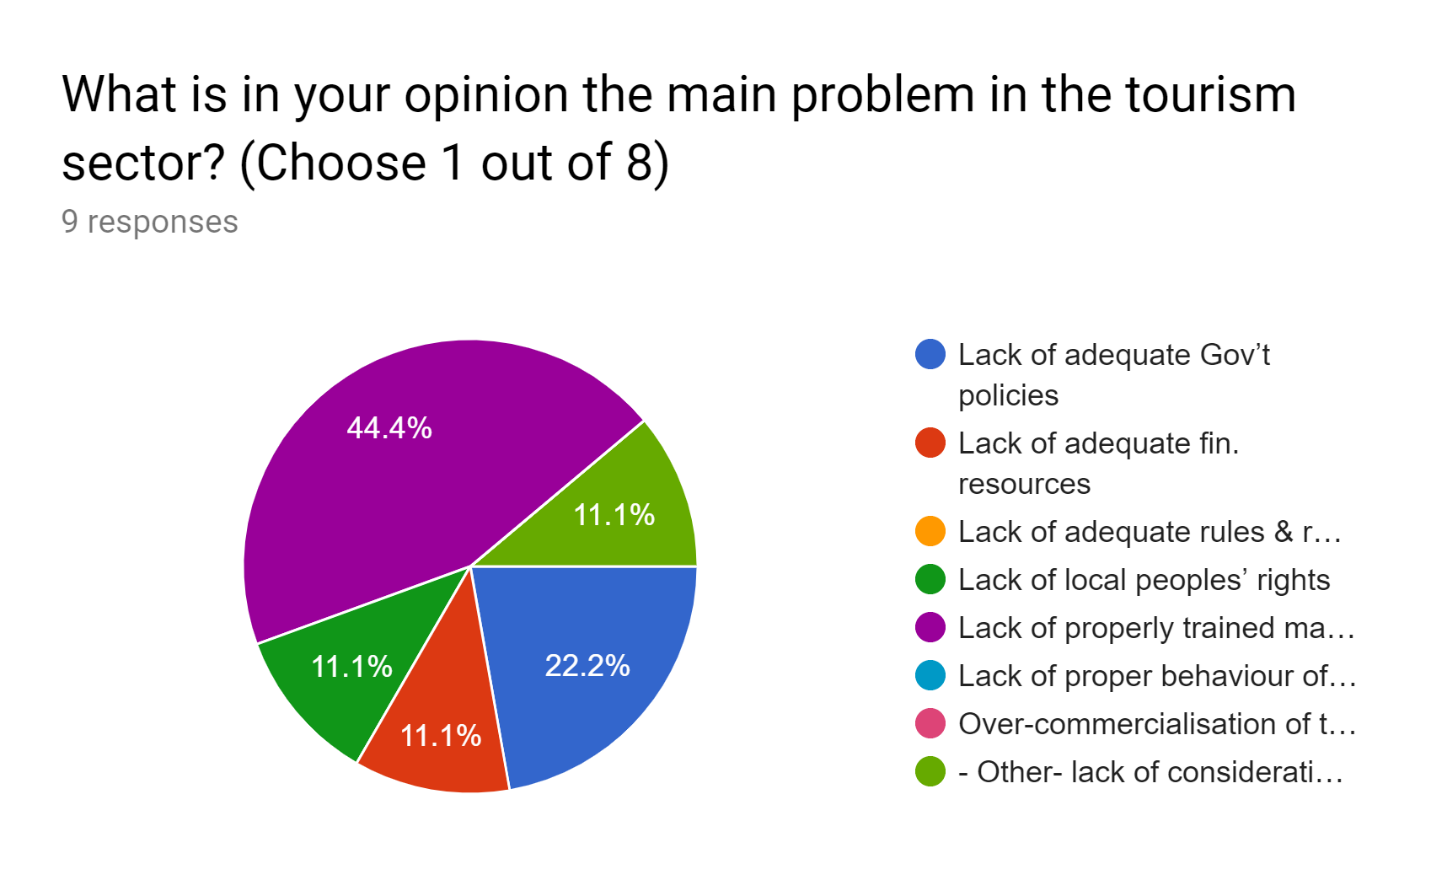 What is in your opinion the main problem in the tourism
sector? (Choose 1 out of 8)
9 responses
44.4%
11.1%
11.1%
11.1%
22.2%
Lack of adequate Gov’t
policies
Lack of adequate fin.
resources
Lack of adequate rules & r…
Lack of local peoples’ rights
Lack of properly trained ma…
Lack of proper behaviour of…
Over-commercialisation of t…
- Other- lack of considerati…